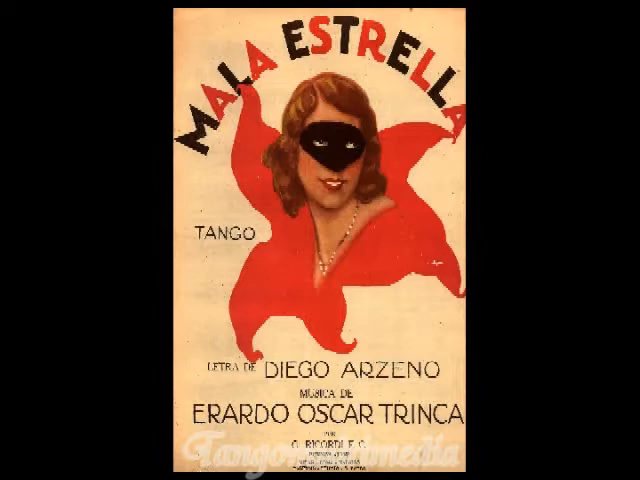 MALA ESTRELLA
TANGO
LETRA DE DIEGO ARZENO
MUSICA DE
ERARDO OSCAR TRINCA
POR
G. RICORDI E C.